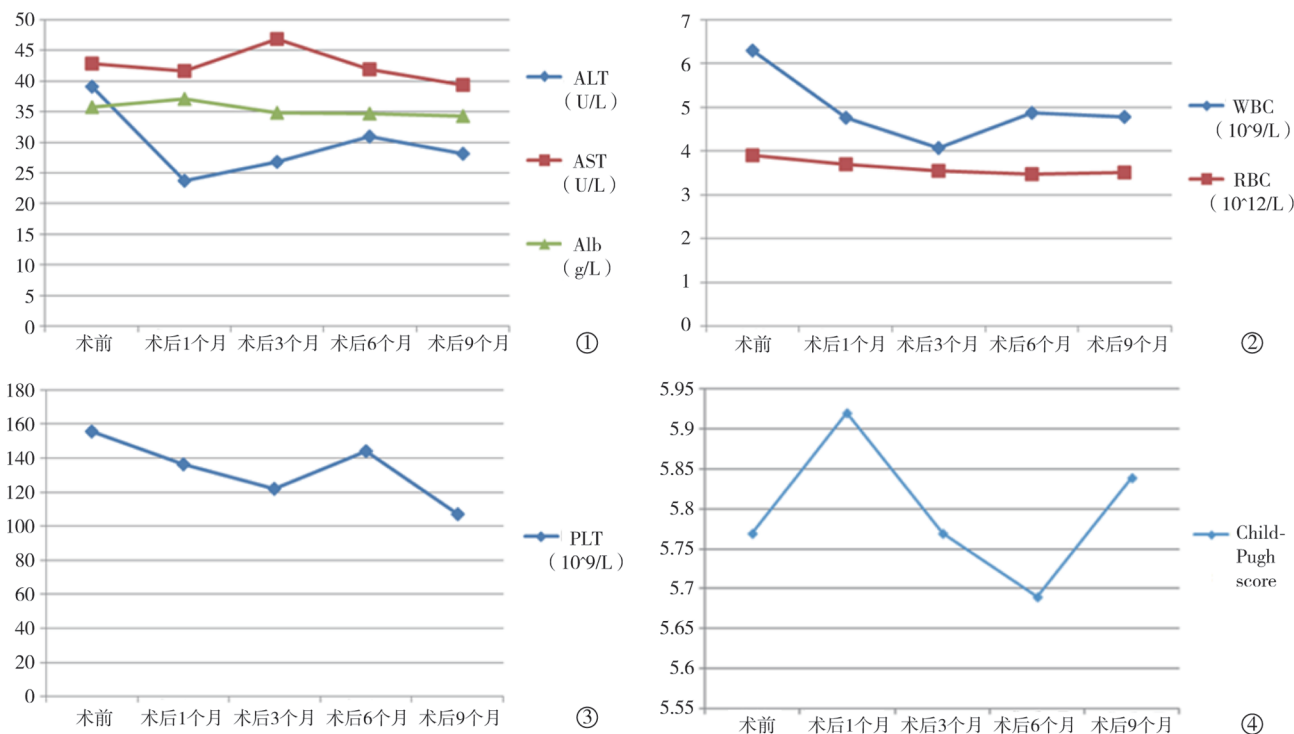 50
45
40
35
30
25
20
15
10
5
0
ALT
（U/L）
AST
（U/L）
Alb
（g/L）
术前 术后1个月 术后3个月 术后6个月 术后9个月
①
7
6
5
4
3
2
1
0
WBC
（10^9/L）
RBC
（10^12/L）
术前 术后1个月 术后3个月 术后6个月 术后9个月
②
180
160
140
120
100
80
60
40
20
0
PLT
（10^9/L）
术前 术后1个月 术后3个月 术后6个月 术后9个月
③
5.95
5.9
5.85
5.8
5.75
5.7
5.65
5.6
5.55
Child-
Pugh
score
术前 术后1个月 术后3个月 术后6个月 术后9个月
④